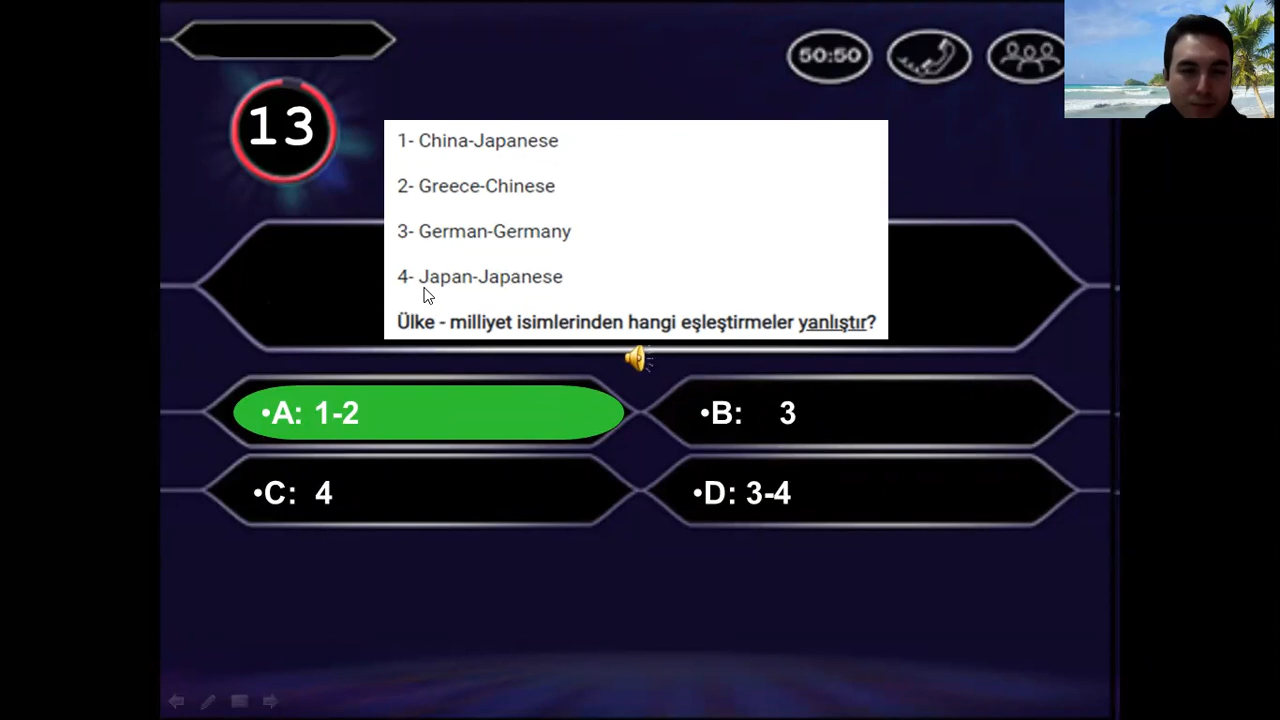 50:50
13
1- China-Japanese
2- Greece-Chinese
3- German-Germany
4- Japan-Japanese
Ülke - milliyet isimlerinden hangi eşleştirmeler yanlıştır?
•A: 1-2
•B: 3
•C: 4
•D: 3-4